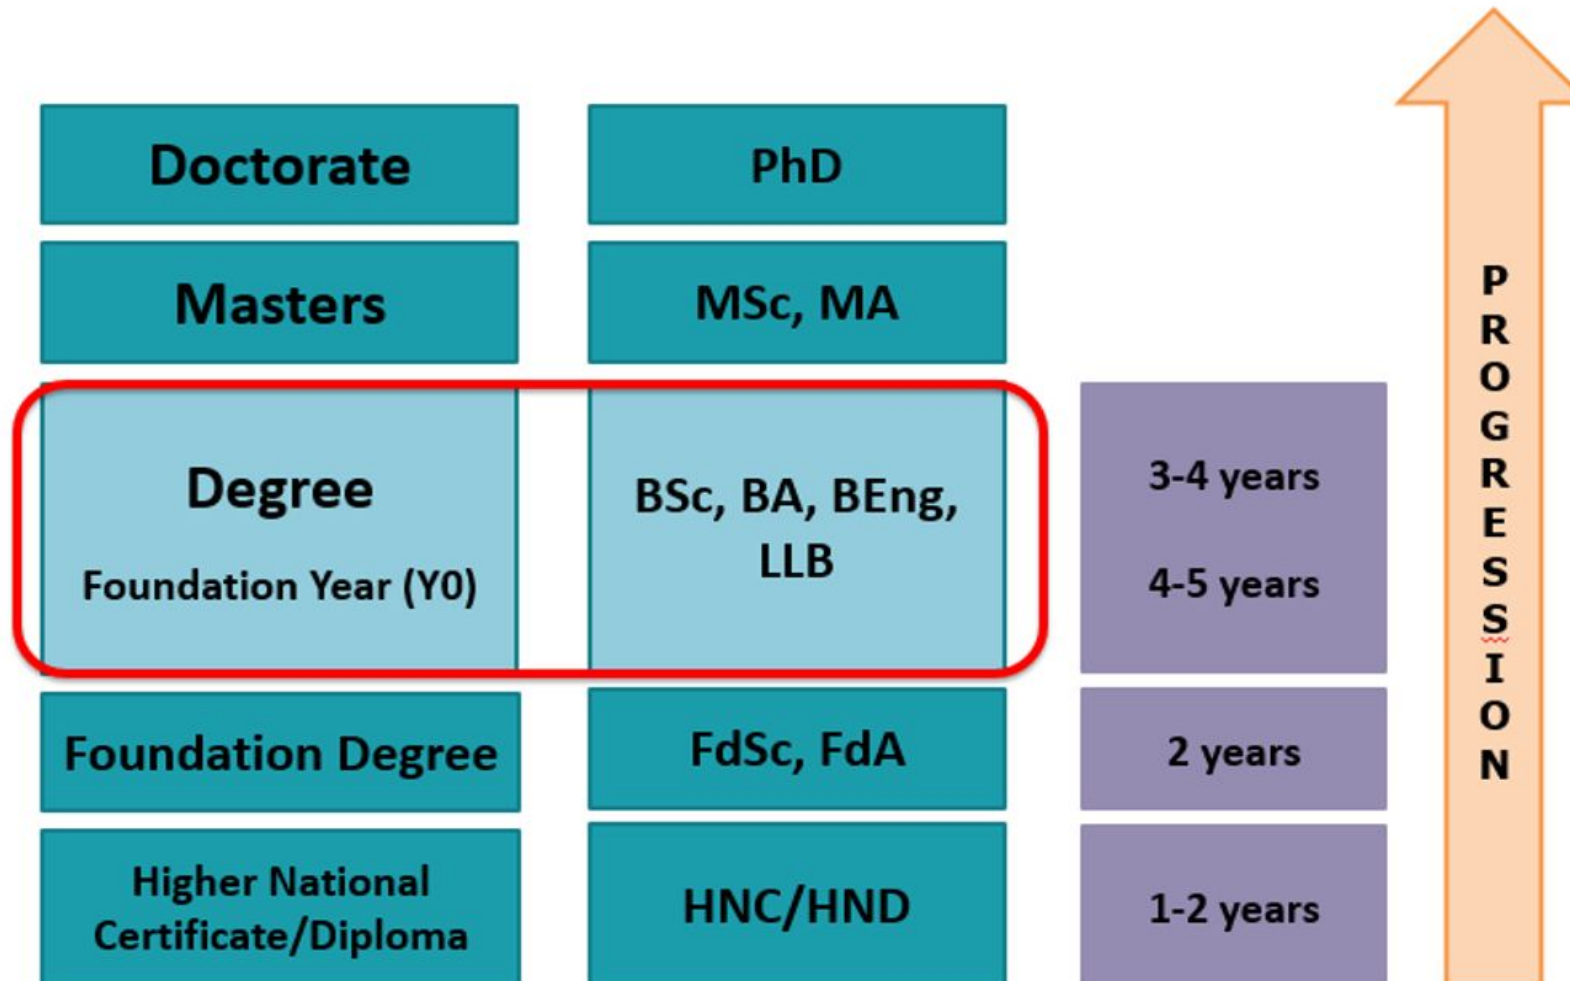 Doctorate
PhD
Masters
MSc, MA
Degree
Foundation Year (Y0)
BSc, BA, BEng,
LLB
3-4 years
4-5 years
Foundation Degree
FdSc, FdA
2 years
Higher National
Certificate/Diploma
HNC/HND
1-2 years
PROGRESSION